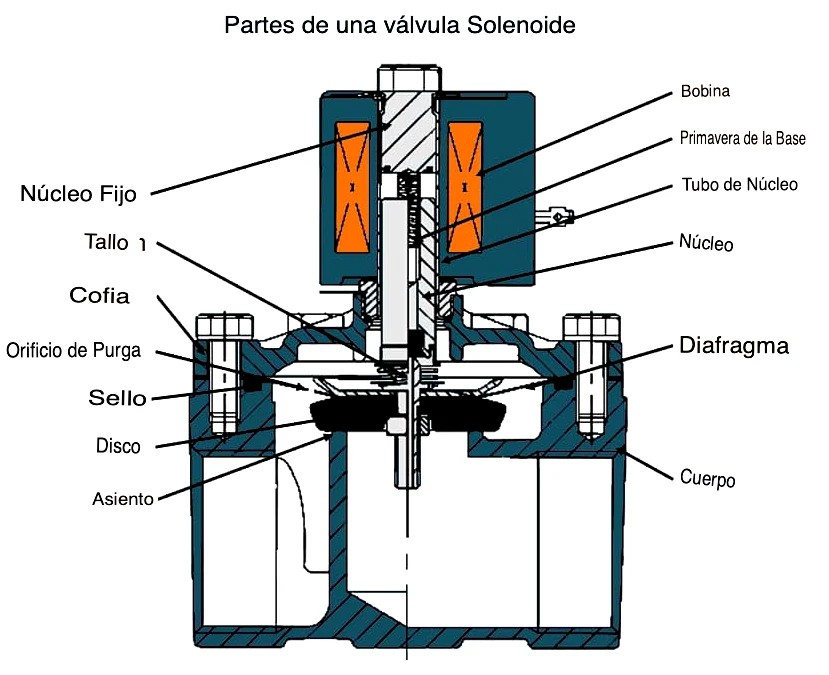 Partes de una válvula Solenoide
Bobina
Primavera de la Base
Núcleo Fijo
Tubo de Núcleo
Tallo 1
Núcleo
Cofia
Orificio de Purga
Diafragma
Sello
Disco
Cuerpo
Asiento